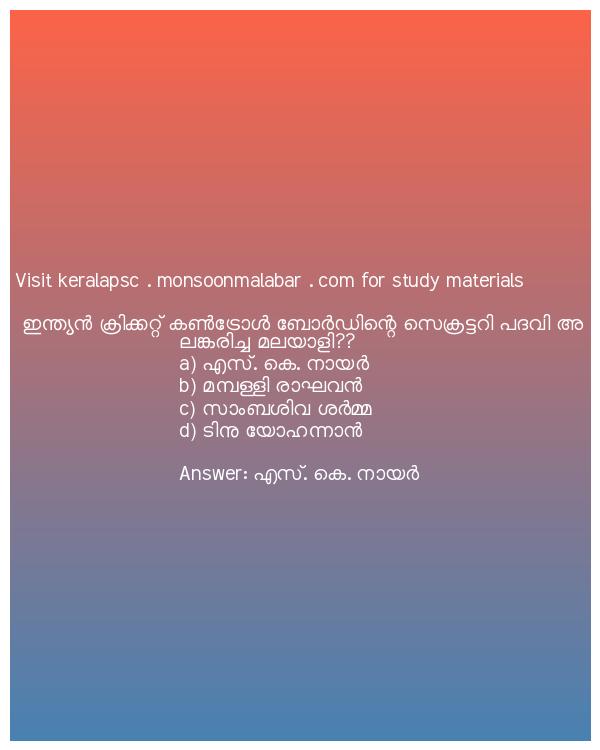 Visit keralapsc . monsoonmalabar . com for study materials
ഇന്ത്യൻ ക്രിക്കറ്റ് കൺട്രോൾ ബോർഡിന്റെ സെക്രട്ടറി പദവി അ
ലങ്കരിച്ച മലയാളി??
a) എസ്. കെ. നായർ
b) മമ്പള്ളി രാഘവൻ
c) സാംബശിവ ശർമ്മ
d) ടിനു യോഹന്നാൻ
Answer: എസ്. കെ. നായർ